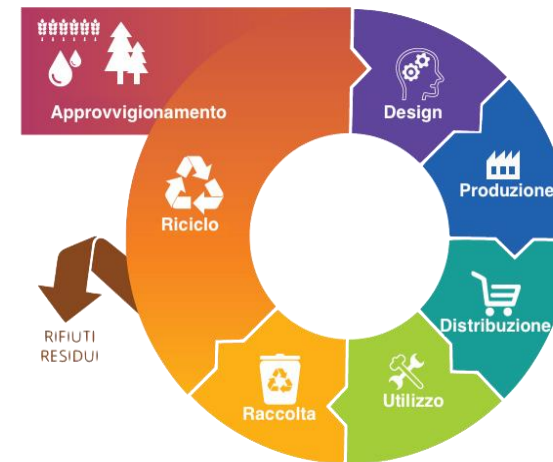 Approvvigionamento
Design
Produzione
Distribuzione
Utilizzo
Raccolta
Riciclo
RIFIUTI
RESIDUI